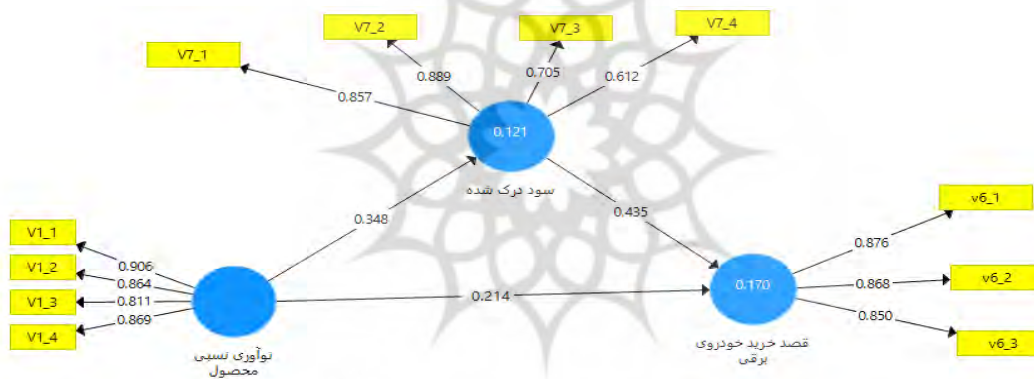 V7_1
V7_2
V7_3
V7_4
0.857
0.889
0.705
0.612
0.121
سود درک شده
0.348
0.435
V1_1
V1_2
V1_3
V1_4
0.906
0.864
0.811
0.869
نوآوری نسبی
محصول
0.214
0.170
قصد خرید خودروی
برقی
0.876
0.868
0.850
v6_1
v6_2
v6_3